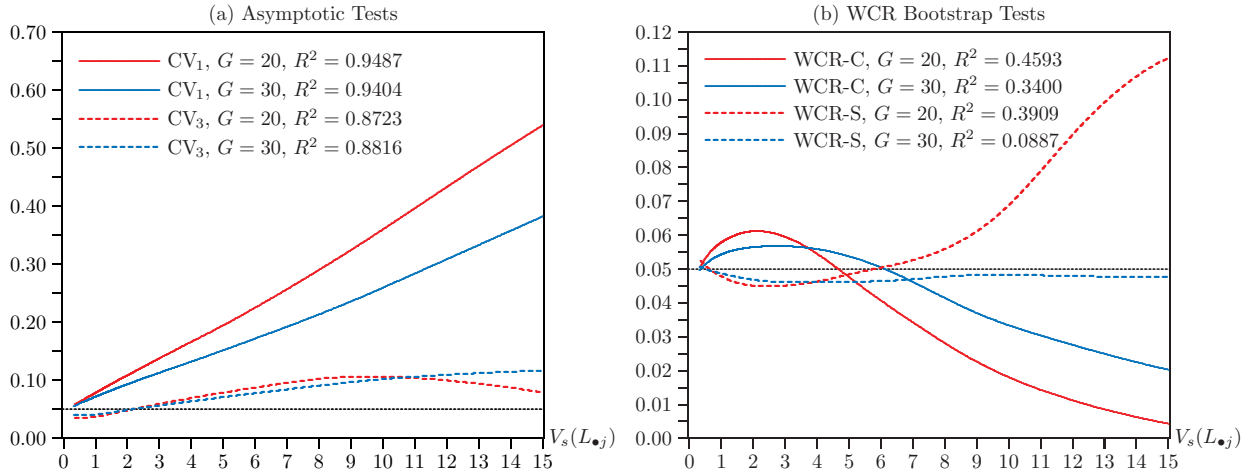 (a) Asymptotic Tests
0.70
0.60
0.50
0.40
0.30
0.20
0.10
0.00
CV₁, G = 20, R² = 0.9487
CV₁, G = 30, R² = 0.9404
CV₃, G = 20, R² = 0.8723
CV₃, G = 30, R² = 0.8816
0 1 2 3 4 5 6 7 8 9 10 11 12 13 14 15
Vₛ(L•ⱼ)
(b) WCR Bootstrap Tests
0.12
0.11
0.10
0.09
0.08
0.07
0.06
0.05
0.04
0.03
0.02
0.01
0.00
WCR-C, G = 20, R² = 0.4593
WCR-C, G = 30, R² = 0.3400
WCR-S, G = 20, R² = 0.3909
WCR-S, G = 30, R² = 0.0887
0 1 2 3 4 5 6 7 8 9 10 11 12 13 14 15
Vₛ(L•ⱼ)